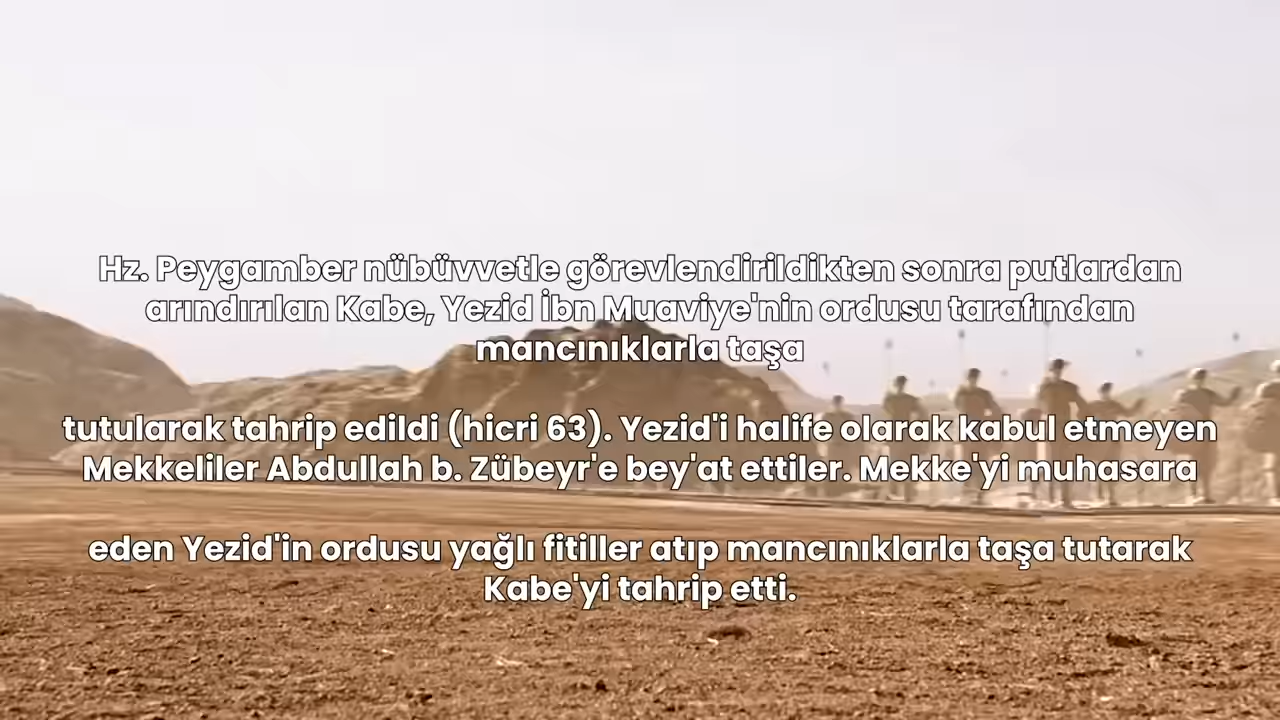 Hz. Peygamber nübüvvetle görevlendirildikten sonra putlardan
arındırılan Kabe, Yezid İbn Muaviye'nin ordusu tarafından
mancınıklarla taşa
tutularak tahrip edildi (hicri 63). Yezid'i halife olarak kabul etmeyen
Mekkeliler Abdullah b. Zübeyr'e bey'at ettiler. Mekke'yi muhasara
eden Yezid'in ordusu yağlı fitiller atıp mancınıklarla taşa tutarak
Kabe'yi tahrip etti.